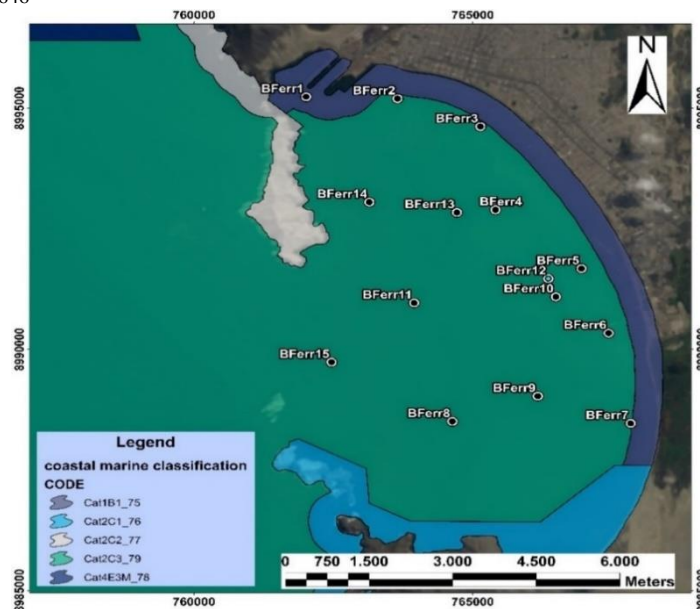 760000 765000
N
8995000
BFerr1
BFerr2
BFerr3
BFerr14
BFerr13
BFerr4
BFerr5
BFerr12
BFerr10
BFerr11
BFerr6
8990000
BFerr15
BFerr9
BFerr8
BFerr7
Legend
coastal marine classification
CODE
Cat1B1_75
Cat2C1_76
Cat2C2_77
Cat2C3_79
Cat4E3M_78
0 750 1.500 3.000 4.500 6.000
Meters
8985000
760000 765000